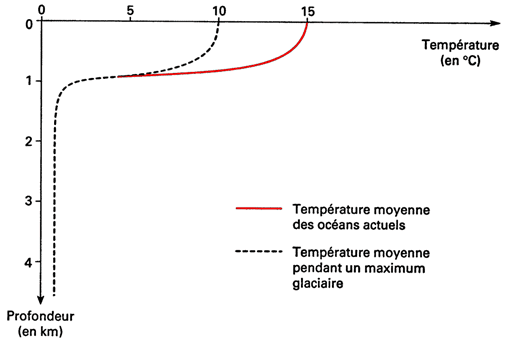 0 5 10 15
0
Température
(en °C)
1
2
3
4
Température moyenne
des océans actuels
Température moyenne
pendant un maximum
glaciaire
Profondeur
(en km)